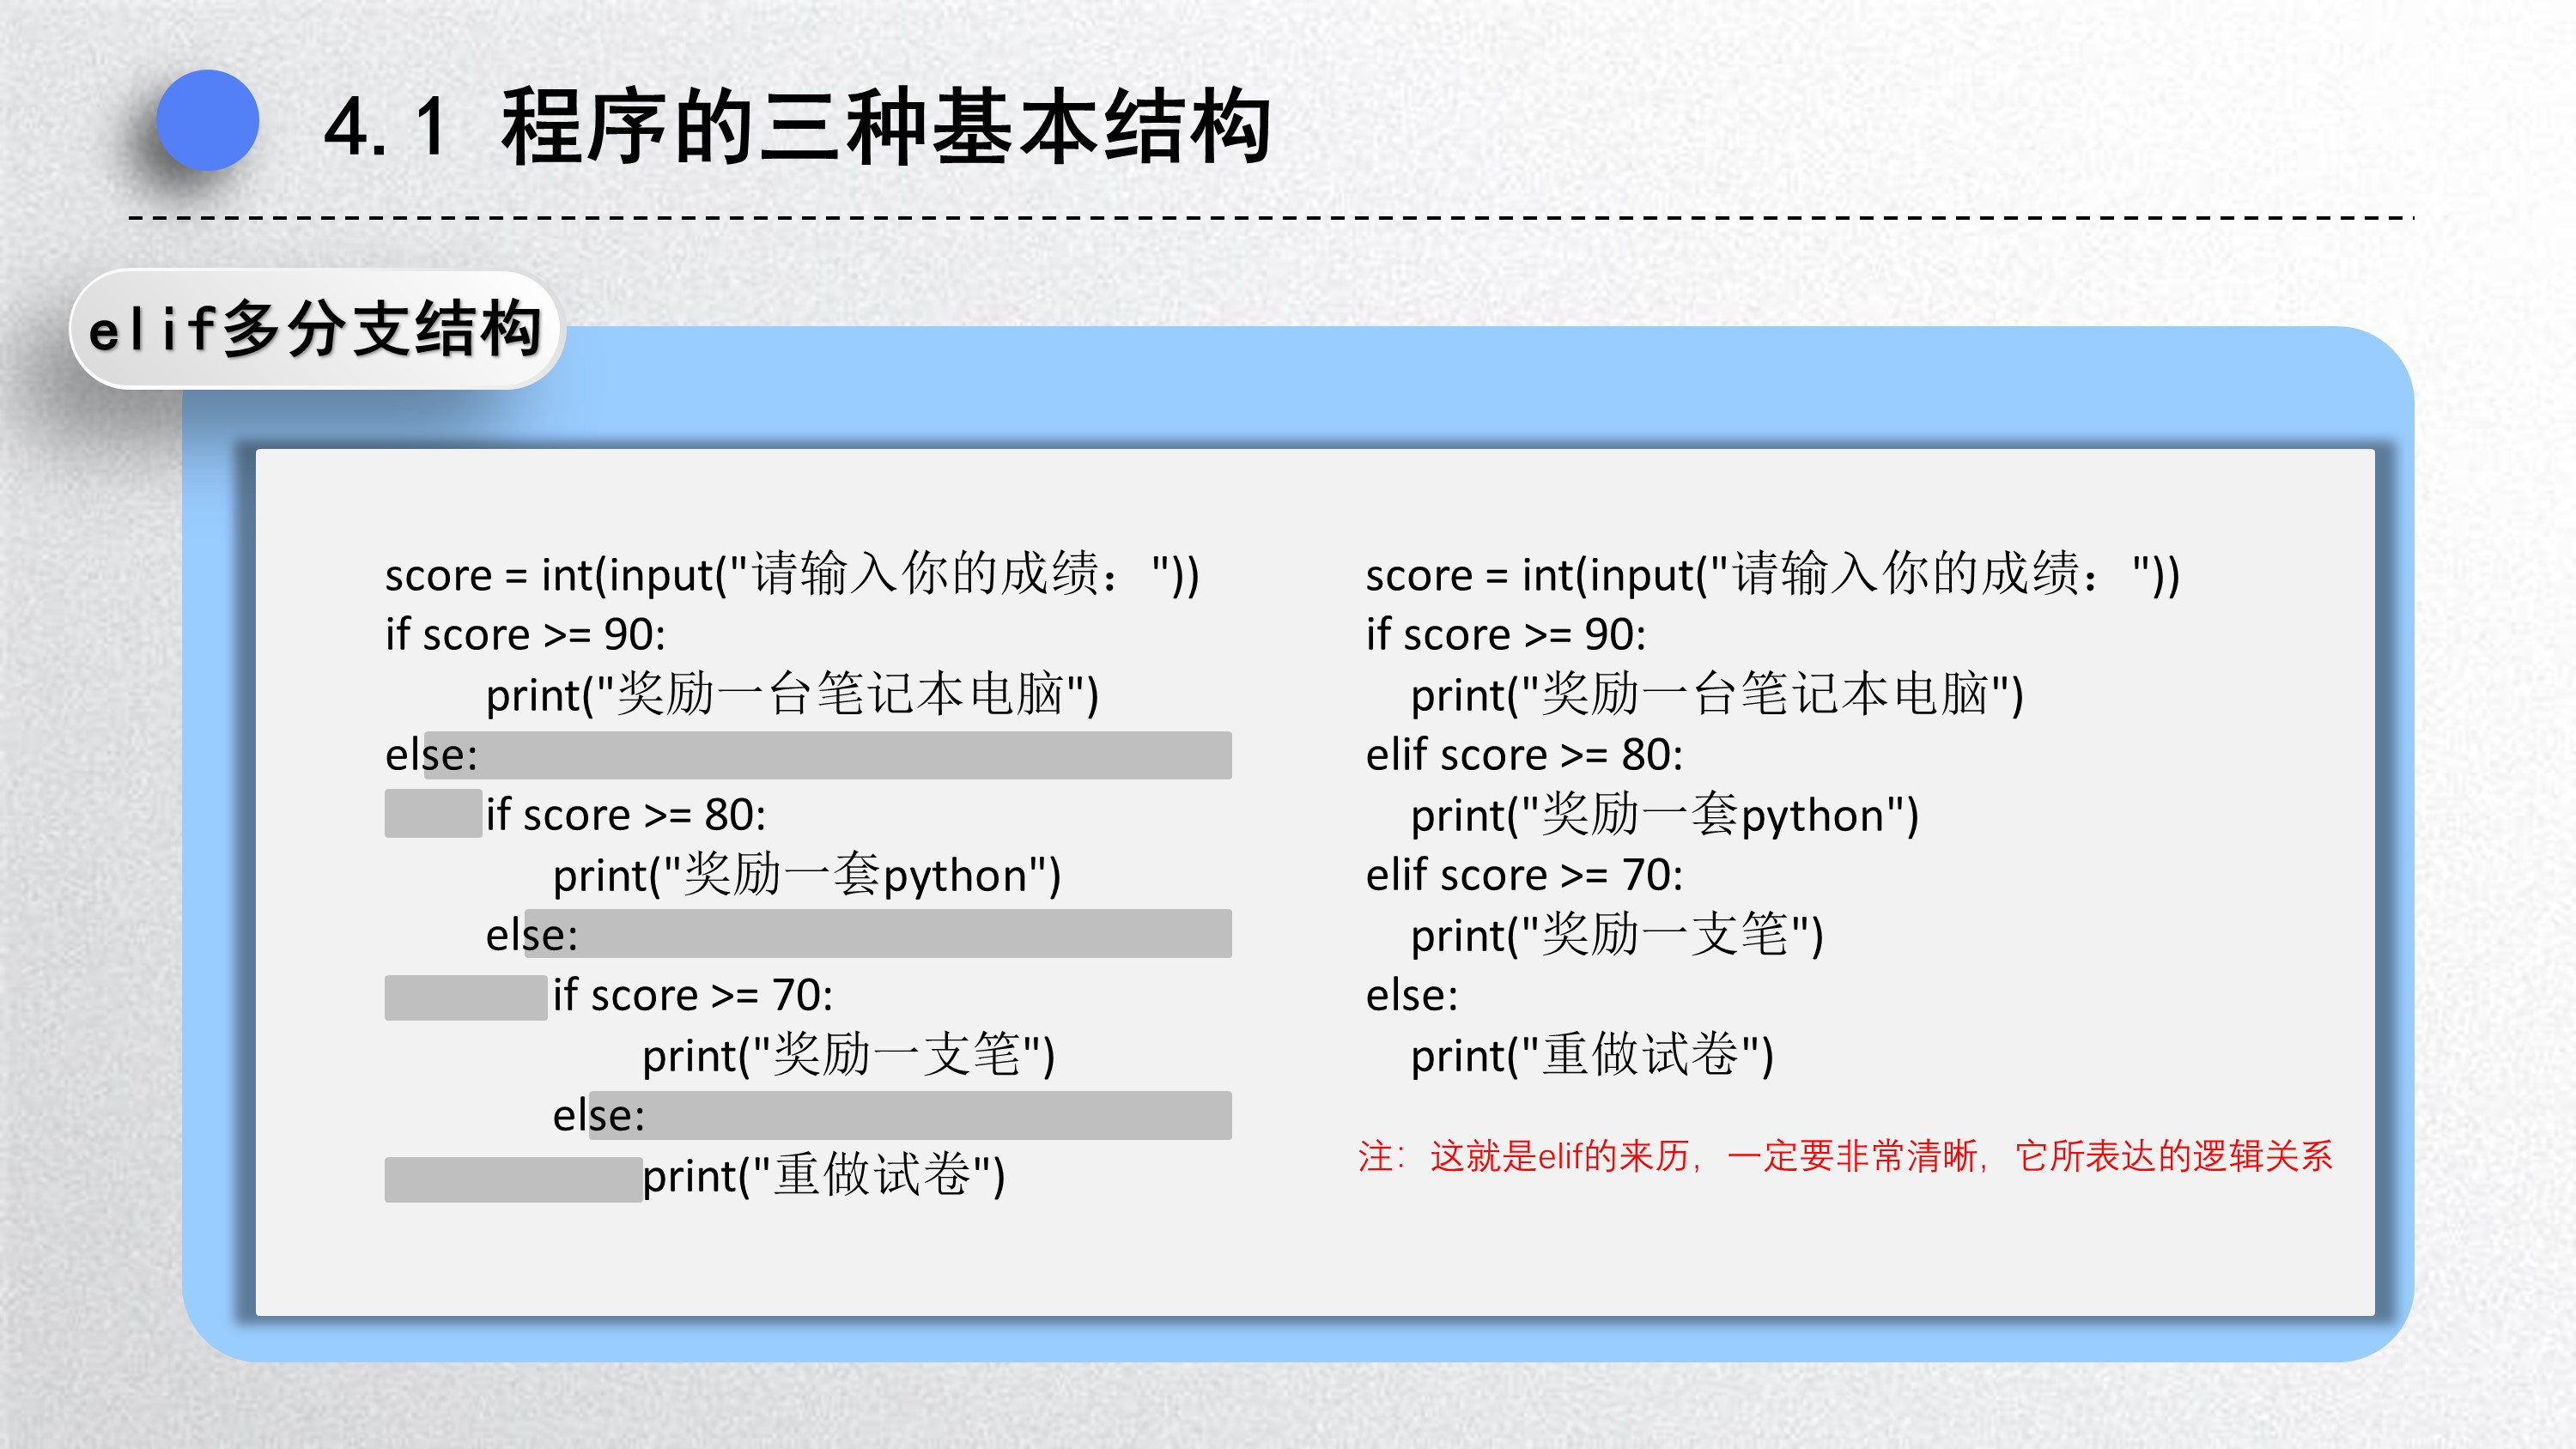 4.1 程序的三种基本结构
elif多分支结构
score = int(input("请输入你的成绩："))
if score >= 90:
print("奖励一台笔记本电脑")
else:
if score >= 80:
print("奖励一套python")
else:
if score >= 70:
print("奖励一支笔")
else:
print("重做试卷")
score = int(input("请输入你的成绩："))
if score >= 90:
print("奖励一台笔记本电脑")
elif score >= 80:
print("奖励一套python")
elif score >= 70:
print("奖励一支笔")
else:
print("重做试卷")
注：这就是elif的来历，一定要非常清晰，它所表达的逻辑关系